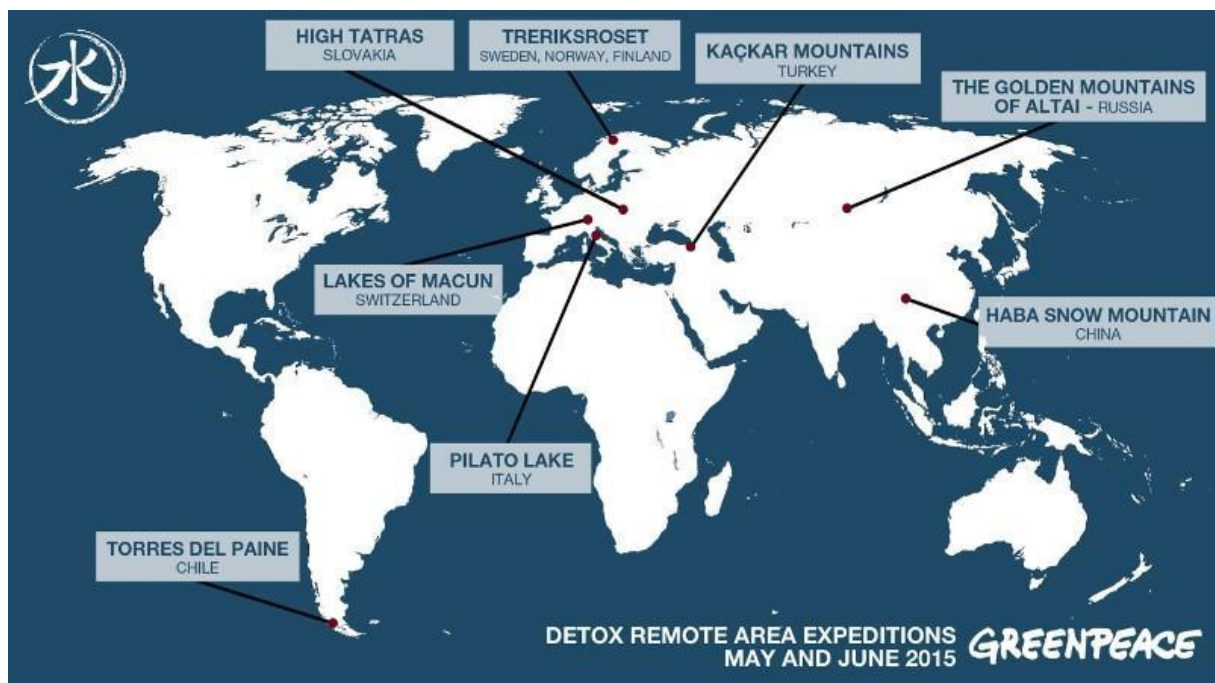 水
HIGH TATRAS
SLOVAKIA
TRERIKSROSET
SWEDEN, NORWAY, FINLAND
KAÇKAR MOUNTAINS
TURKEY
THE GOLDEN MOUNTAINS
OF ALTAI - RUSSIA
LAKES OF MACUN
SWITZERLAND
HABA SNOW MOUNTAIN
CHINA
PILATO LAKE
ITALY
TORRES DEL PAINE
CHILE
DETOX REMOTE AREA EXPEDITIONS
MAY AND JUNE 2015
GREENPEACE